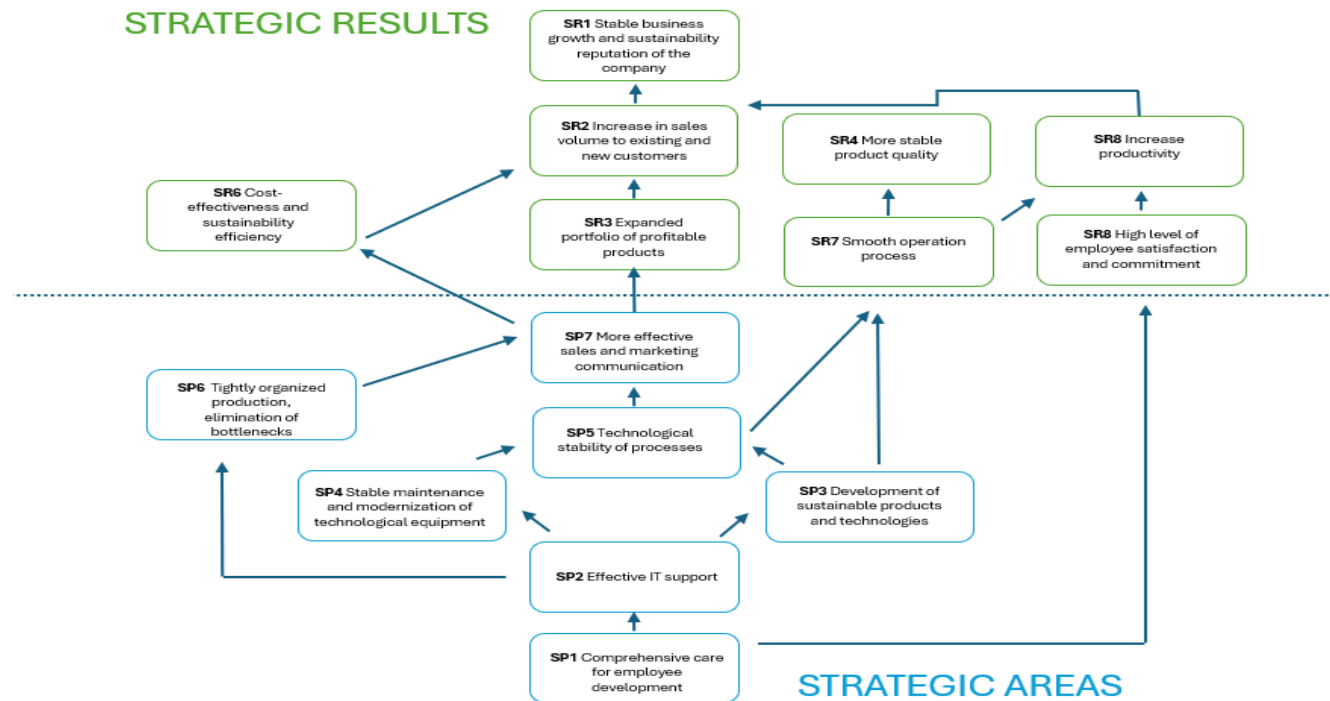 STRATEGIC RESULTS
SR1 Stable business
growth and sustainability
reputation of the
company
SR2 Increase in sales
volume to existing and
new customers
SR4 More stable
product quality
SR8 Increase
productivity
SR6 Cost-
effectiveness and
sustainability
efficiency
SR3 Expanded
portfolio of profitable
products
SR7 Smooth operation
process
SR8 High level of
employee satisfaction
and commitment
SP7 More effective
sales and marketing
communication
SP6 Tightly organized
production,
elimination of
bottlenecks
SP5 Technological
stability of processes
SP4 Stable maintenance
and modernization of
technological equipment
SP3 Development of
sustainable products
and technologies
SP2 Effective IT support
SP1 Comprehensive care
for employee
development
STRATEGIC AREAS